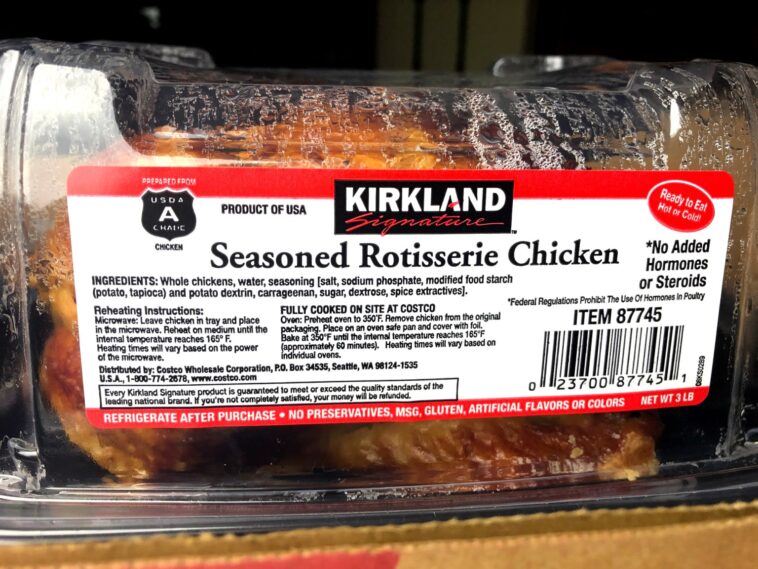 PREPARED FROM
USDA
A
GRADE
CHICKEN
PRODUCT OF USA
KIRKLAND
Signature™
Ready to Eat
Hot or Cold!
Seasoned Rotisserie Chicken
*No Added
Hormones
or Steroids
INGREDIENTS: Whole chickens, water, seasoning [salt, sodium phosphate, modified food starch
(potato, tapioca) and potato dextrin, carrageenan, sugar, dextrose, spice extractives].
*Federal Regulations Prohibit The Use Of Hormones In Poultry
Reheating Instructions:
Microwave: Leave chicken in tray and place
in the microwave. Reheat on medium until the
internal temperature reaches 165° F.
Heating times will vary based on the power
of the microwave.
FULLY COOKED ON SITE AT COSTCO
Oven: Preheat oven to 350°F. Remove chicken from the original
packaging. Place on an oven safe pan and cover with foil.
Bake at 350°F until the internal temperature reaches 165°F
(approximately 60 minutes). Heating times will vary based on
individual ovens.
ITEM 87745
0 23700 87745 1
Distributed by: Costco Wholesale Corporation, P.O. Box 34535, Seattle, WA 98124-1535
U.S.A., 1-800-774-2678, www.costco.com
Every Kirkland Signature product is guaranteed to meet or exceed the quality standards of the
leading national brand. If you're not completely satisfied, your money will be refunded.
REFRIGERATE AFTER PURCHASE • NO PRESERVATIVES, MSG, GLUTEN, ARTIFICIAL FLAVORS OR COLORS
NET WT 3 LB